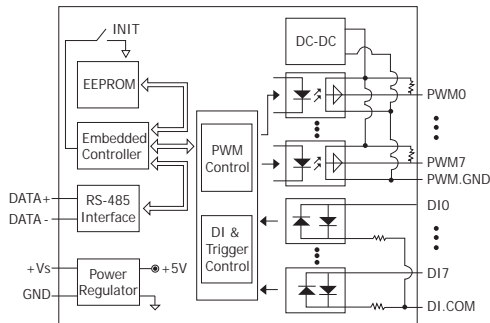 INIT
DC-DC
EEPROM
PWM0
Embedded
Controller
PWM
Control
PWM7
PWM.GND
DATA+
DATA-
RS-485
Interface
DI0
DI &
Trigger
Control
+Vs
GND
Power
Regulator
+5V
DI7
DI.COM